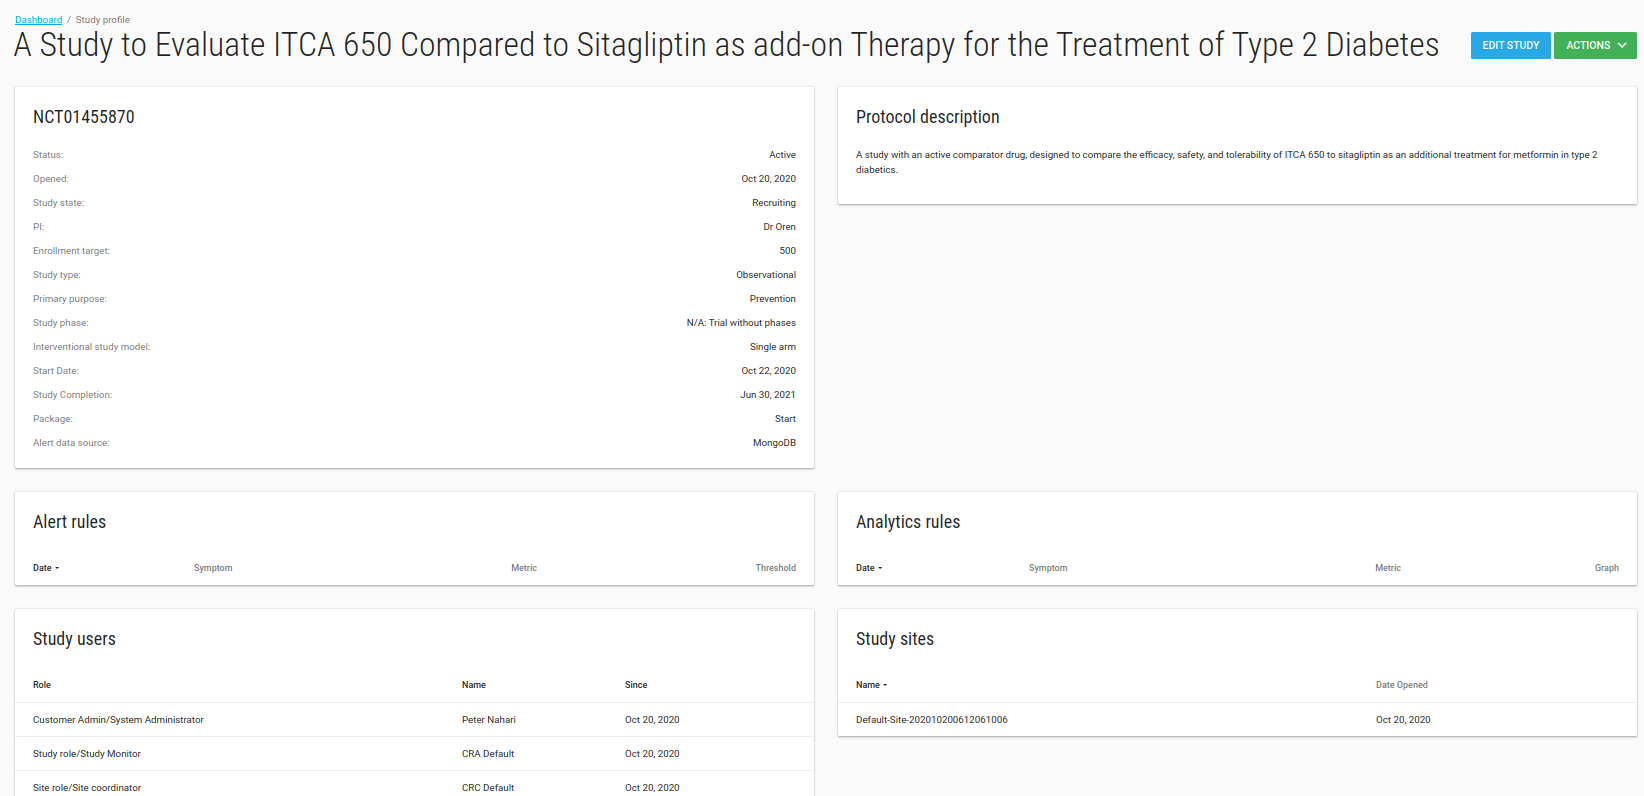 Dashboard / Study profile
A Study to Evaluate ITCA 650 Compared to Sitagliptin as add-on Therapy for the Treatment of Type 2 Diabetes
EDIT STUDY
ACTIONS
NCT01455870
Status: Active
Opened: Oct 20, 2020
Study state: Recruiting
PI: Dr Oren
Enrollment target: 500
Study type: Observational
Primary purpose: Prevention
Study phase: N/A: Trial without phases
Interventional study model: Single arm
Start Date: Oct 22, 2020
Study Completion: Jun 30, 2021
Package: Start
Alert data source: MongoDB
Protocol description
A study with an active comparator drug, designed to compare the efficacy, safety, and tolerability of ITCA 650 to sitagliptin as an additional treatment for metformin in type 2
diabetics.
Alert rules
Date Symptom Metric Threshold
Analytics rules
Date Symptom Metric Graph
Study users
Role Name Since
Customer Admin/System Administrator Peter Nahari Oct 20, 2020
Study role/Study Monitor CRA Default Oct 20, 2020
Site role/Site coordinator CRC Default Oct 20, 2020
Study sites
Name Date Opened
Default-Site-202010200612061006 Oct 20, 2020